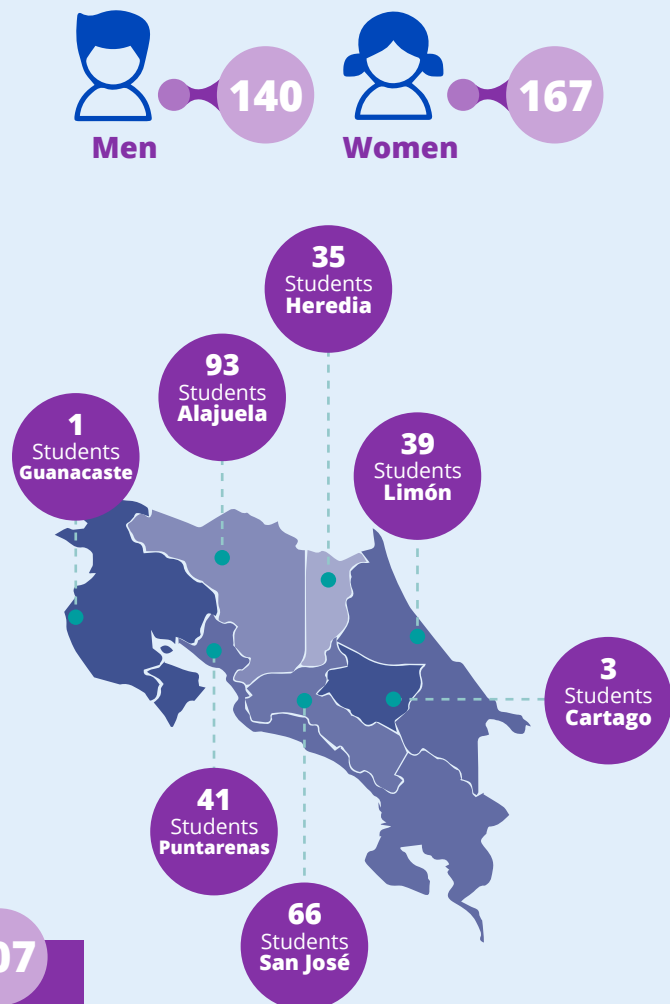 140
167
Men
Women
35
Students
Heredia
93
Students
Alajuela
1
Students
Guanacaste
39
Students
Limón
3
Students
Cartago
41
Students
Puntarenas
66
Students
San José